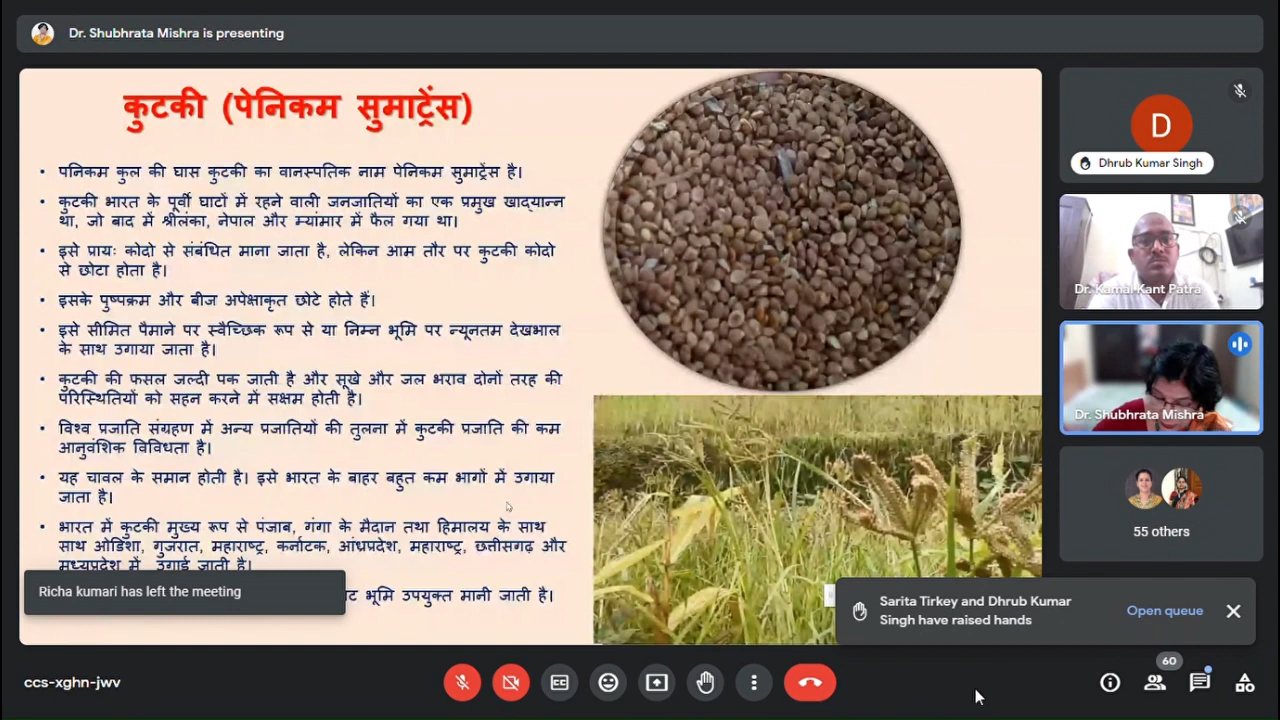 Dr. Shubhrata Mishra is presenting
कुटकी (पेनिकम सुमाट्रेंस)
• पनिकम कुल की घास कुटकी का वानस्पतिक नाम पेनिकम सुमाट्रेंस है।
• कुटकी भारत के पूर्वी घाटों में रहने वाली जनजातियों का एक प्रमुख खाद्यान्न
था, जो बाद में श्रीलंका, नेपाल और म्यांमार में फैल गया था।
• इसे प्रायः कोदो से संबंधित माना जाता है, लेकिन आम तौर पर कुटकी कोदो
से छोटा होता है।
• इसके पुष्पक्रम और बीज अपेक्षाकृत छोटे होते हैं।
• इसे सीमित पैमाने पर स्वैच्छिक रूप से या निम्न भूमि पर न्यूनतम देखभाल
के साथ उगाया जाता है।
• कुटकी की फसल जल्दी पक जाती है और सूखे और जल भराव दोनों तरह की
परिस्थितियों को सहन करने में सक्षम होती है।
• विश्व प्रजाति संग्रहण में अन्य प्रजातियों की तुलना में कुटकी प्रजाति की कम
आनुवंशिक विविधता है।
• यह चावल के समान होती है। इसे भारत के बाहर बहुत कम भागों में उगाया
जाता है।
• भारत में कुटकी मुख्य रूप से पंजाब, गंगा के मैदान तथा हिमालय के साथ
साथ ओडिशा, गुजरात, महाराष्ट्र, कर्नाटक, आंधप्रदेश, महाराष्ट्र, छत्तीसगढ़ और
मध्यप्रदेश में उगाई जाती है।
भूमि उपयुक्त मानी जाती है।
Richa kumari has left the meeting
D
Dhrub Kumar Singh
Dr. Kamal Kant Patra
Dr. Shubhrata Mishra
55 others
Sarita Tirkey and Dhrub Kumar
Singh have raised hands
Open queue
ccs-xghn-jwv
60